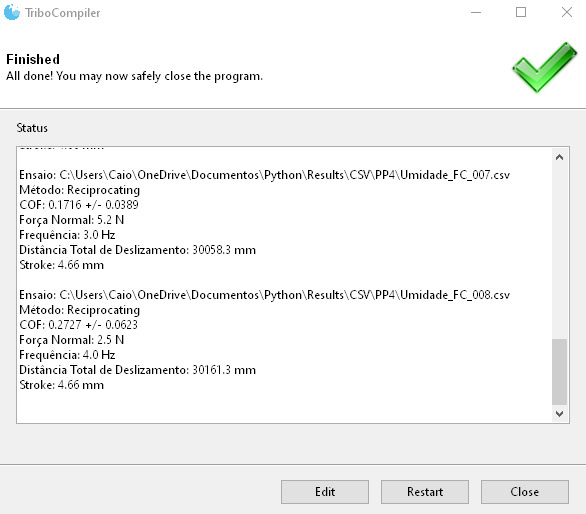 TriboCompiler
Finished
All done! You may now safely close the program.
Status
Ensaio: C:\Users\Caio\OneDrive\Documentos\Python\Results\CSV\PP4\Umidade_FC_007.csv
Método: Reciprocating
COF: 0.1716 +/- 0.0389
Força Normal: 5.2 N
Frequência: 3.0 Hz
Distância Total de Deslizamento: 30058.3 mm
Stroke: 4.66 mm
Ensaio: C:\Users\Caio\OneDrive\Documentos\Python\Results\CSV\PP4\Umidade_FC_008.csv
Método: Reciprocating
COF: 0.2727 +/- 0.0623
Força Normal: 2.5 N
Frequência: 4.0 Hz
Distância Total de Deslizamento: 30161.3 mm
Stroke: 4.66 mm
Edit
Restart
Close